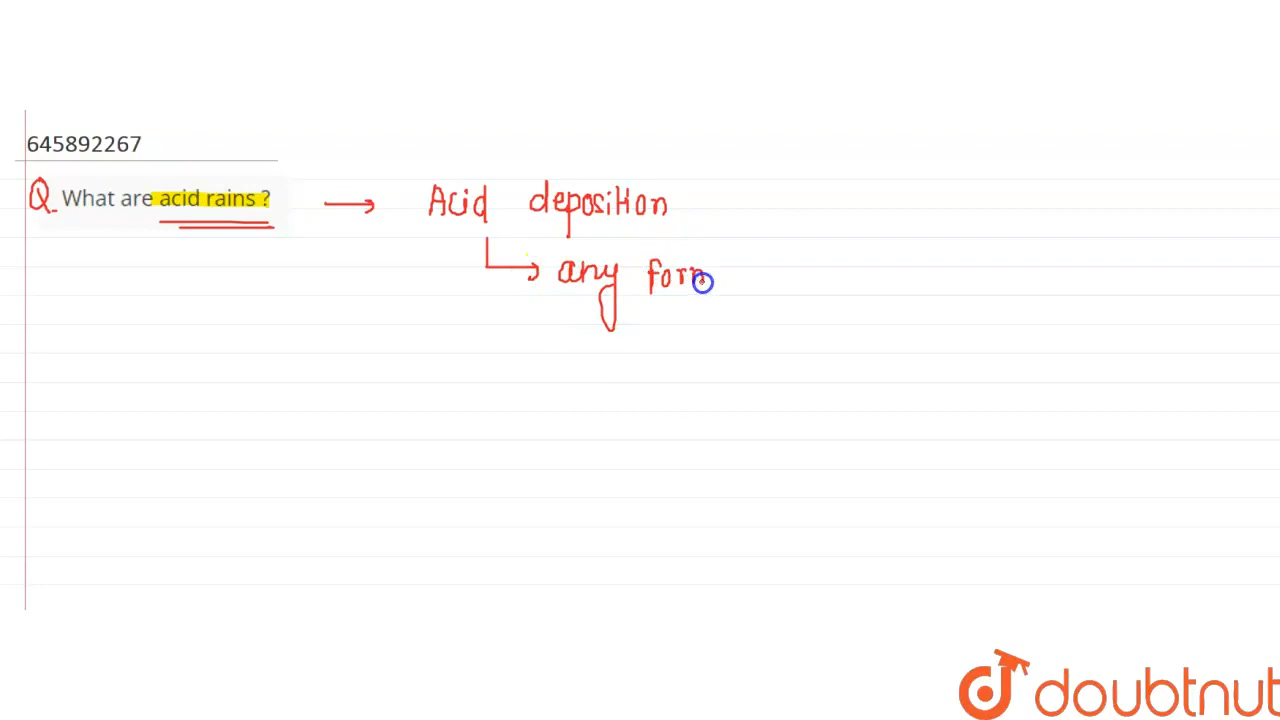 645892267
Q. What are acid rains ? → Acid deposition
→ any form
doubtnut